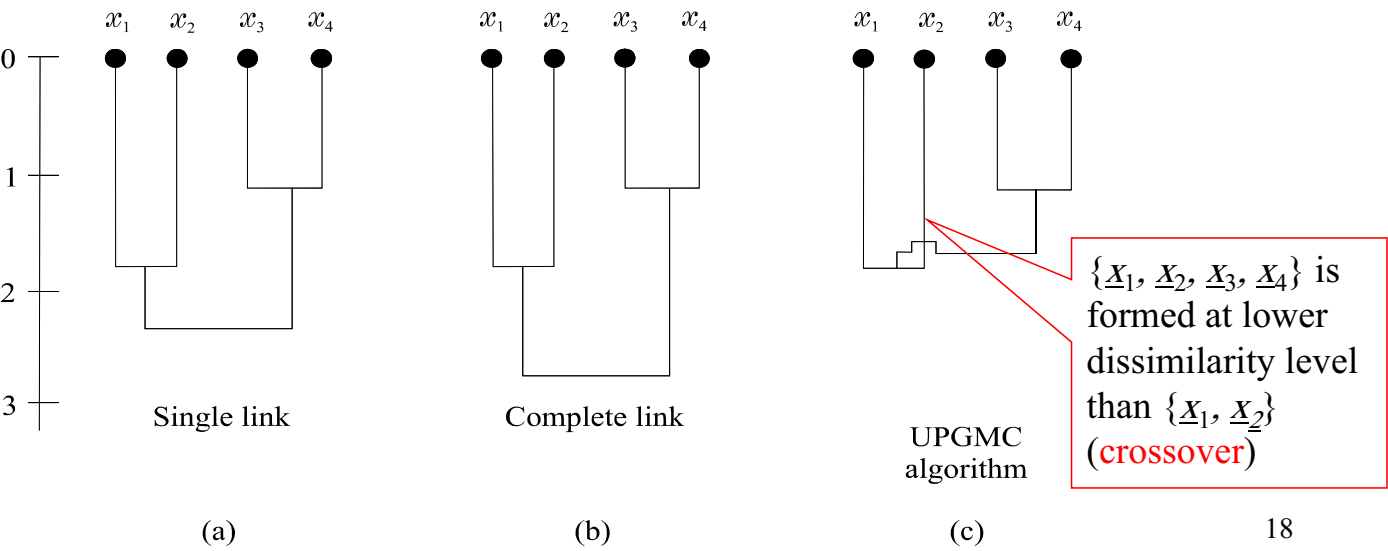 x₁ x₂ x₃ x₄
x₁ x₂ x₃ x₄
x₁ x₂ x₃ x₄
0
1
2
3
Single link
Complete link
UPGMC
algorithm
{x₁, x₂, x₃, x₄} is
formed at lower
dissimilarity level
than {x₁, x₂}
(crossover)
(a)
(b)
(c)
18